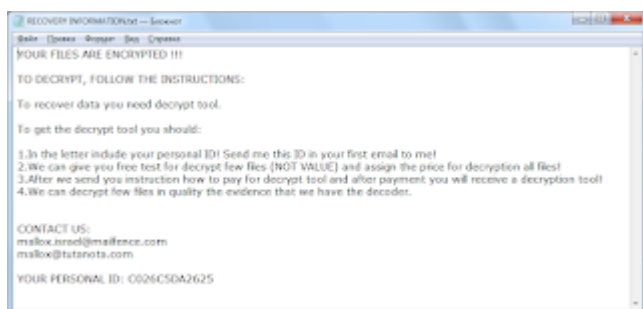 RECOVERY INFORMATION.txt — Блокнот
Файл Правка Формат Вид Справка
YOUR FILES ARE ENCRYPTED !!!
TO DECRYPT, FOLLOW THE INSTRUCTIONS:
To recover data you need decrypt tool.
To get the decrypt tool you should:
1.In the letter include your personal ID! Send me this ID in your first email to me!
2.We can give you free test for decrypt few files (NOT VALUE) and assign the price for decryption all files!
3.After we send you instruction how to pay for decrypt tool and after payment you will receive a decryption tool!
4.We can decrypt few files in quality the evidence that we have the decoder.
CONTACT US:
mallox.israel@mailfence.com
mallox@tutanota.com
YOUR PERSONAL ID: C026C5DA2625